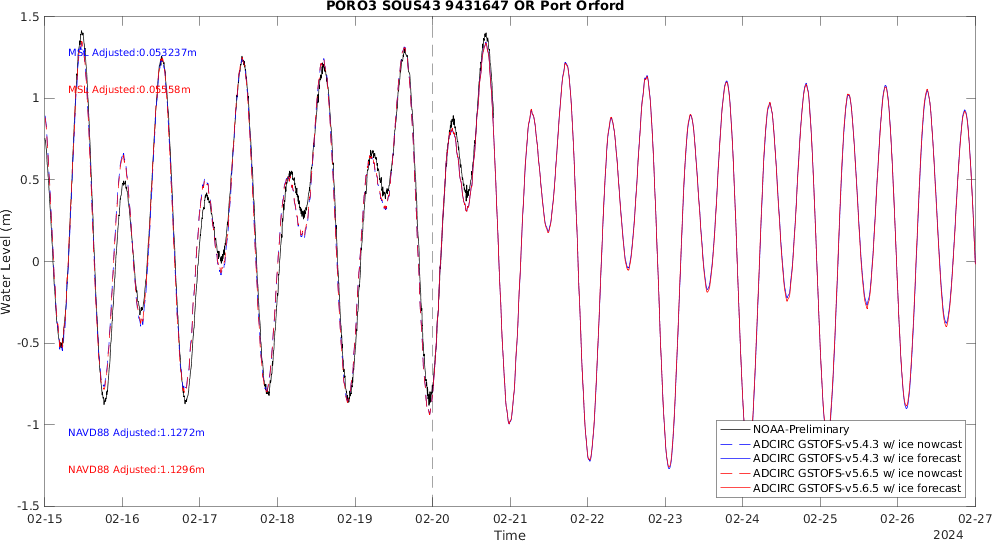 PORO3 SOUS43 9431647 OR Port Orford
1.5
1
0.5
0
-0.5
-1
-1.5
Water Level (m)
MSL Adjusted:0.053237m
MSL Adjusted:0.05558m
NAVD88 Adjusted:1.1272m
NAVD88 Adjusted:1.1296m
NOAA-Preliminary
ADCIRC GSTOFS-v5.4.3 w/ ice nowcast
ADCIRC GSTOFS-v5.4.3 w/ ice forecast
ADCIRC GSTOFS-v5.6.5 w/ ice nowcast
ADCIRC GSTOFS-v5.6.5 w/ ice forecast
02-15 02-16 02-17 02-18 02-19 02-20 02-21 02-22 02-23 02-24 02-25 02-26 02-27
Time
2024